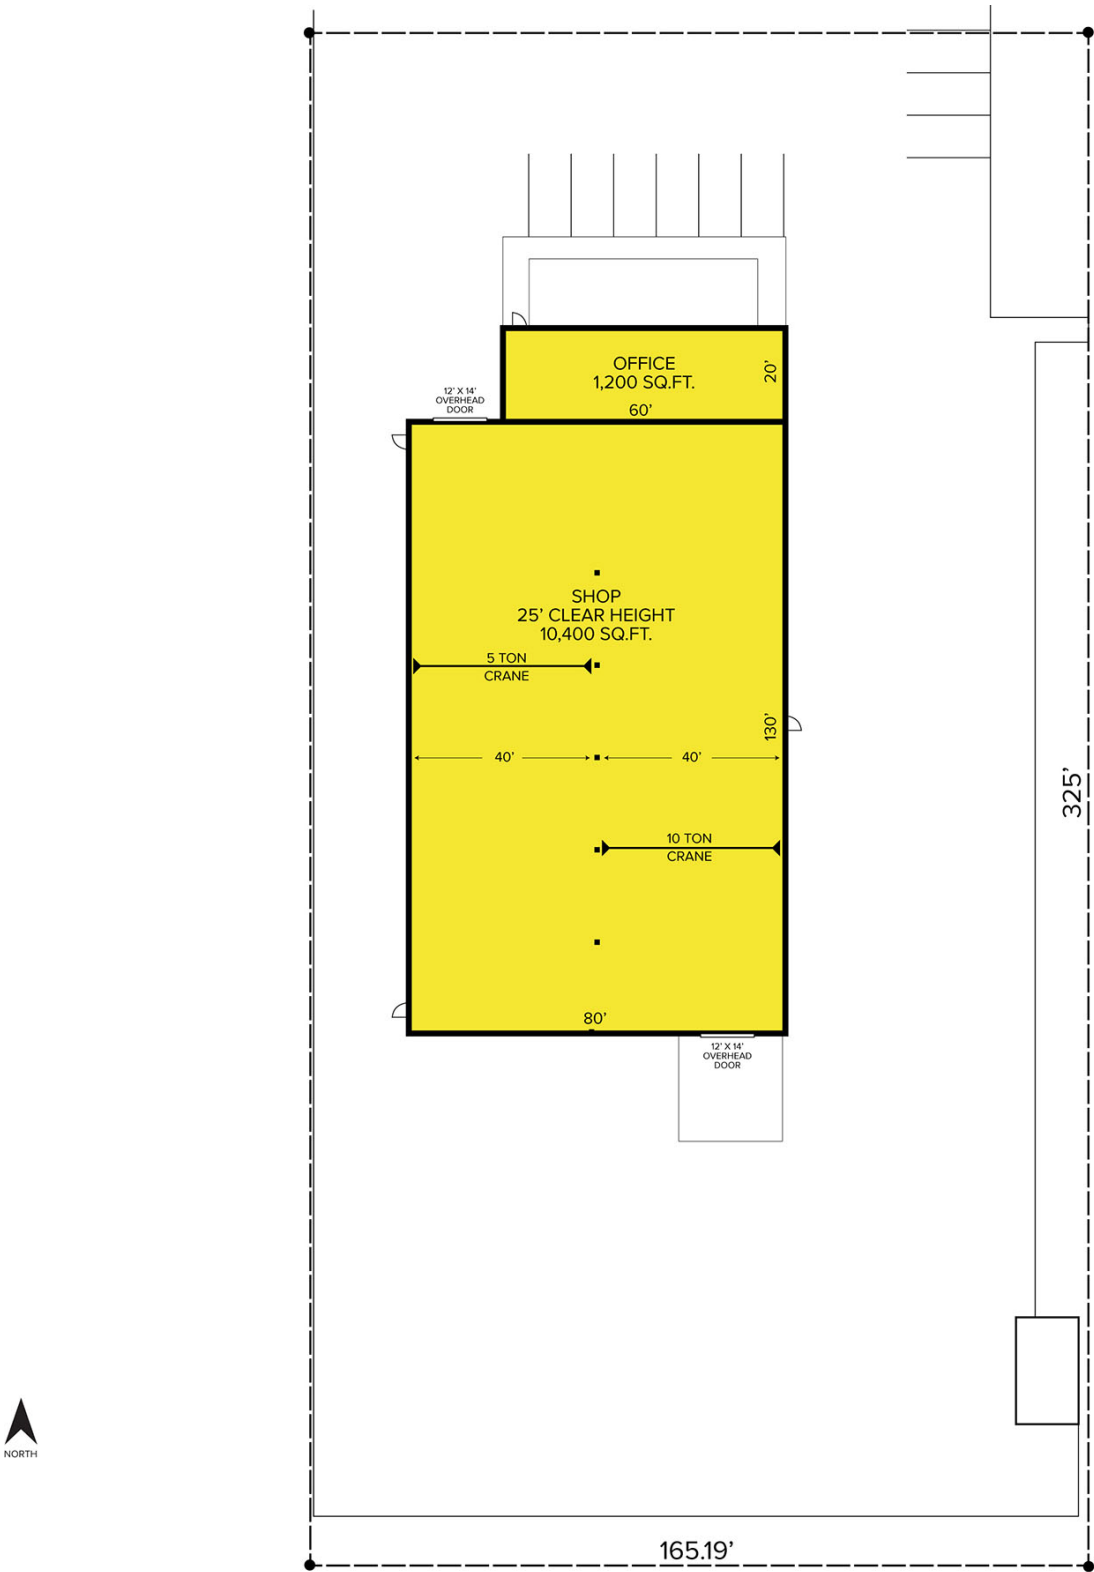 OFFICE
1,200 SQ.FT.
20’
60’
12’ X 14’
OVERHEAD
DOOR
SHOP
25’ CLEAR HEIGHT
10,400 SQ.FT.
5 TON
CRANE
130’
40’
40’
325’
10 TON
CRANE
80’
12’ X 14’
OVERHEAD
DOOR
NORTH
165.19’